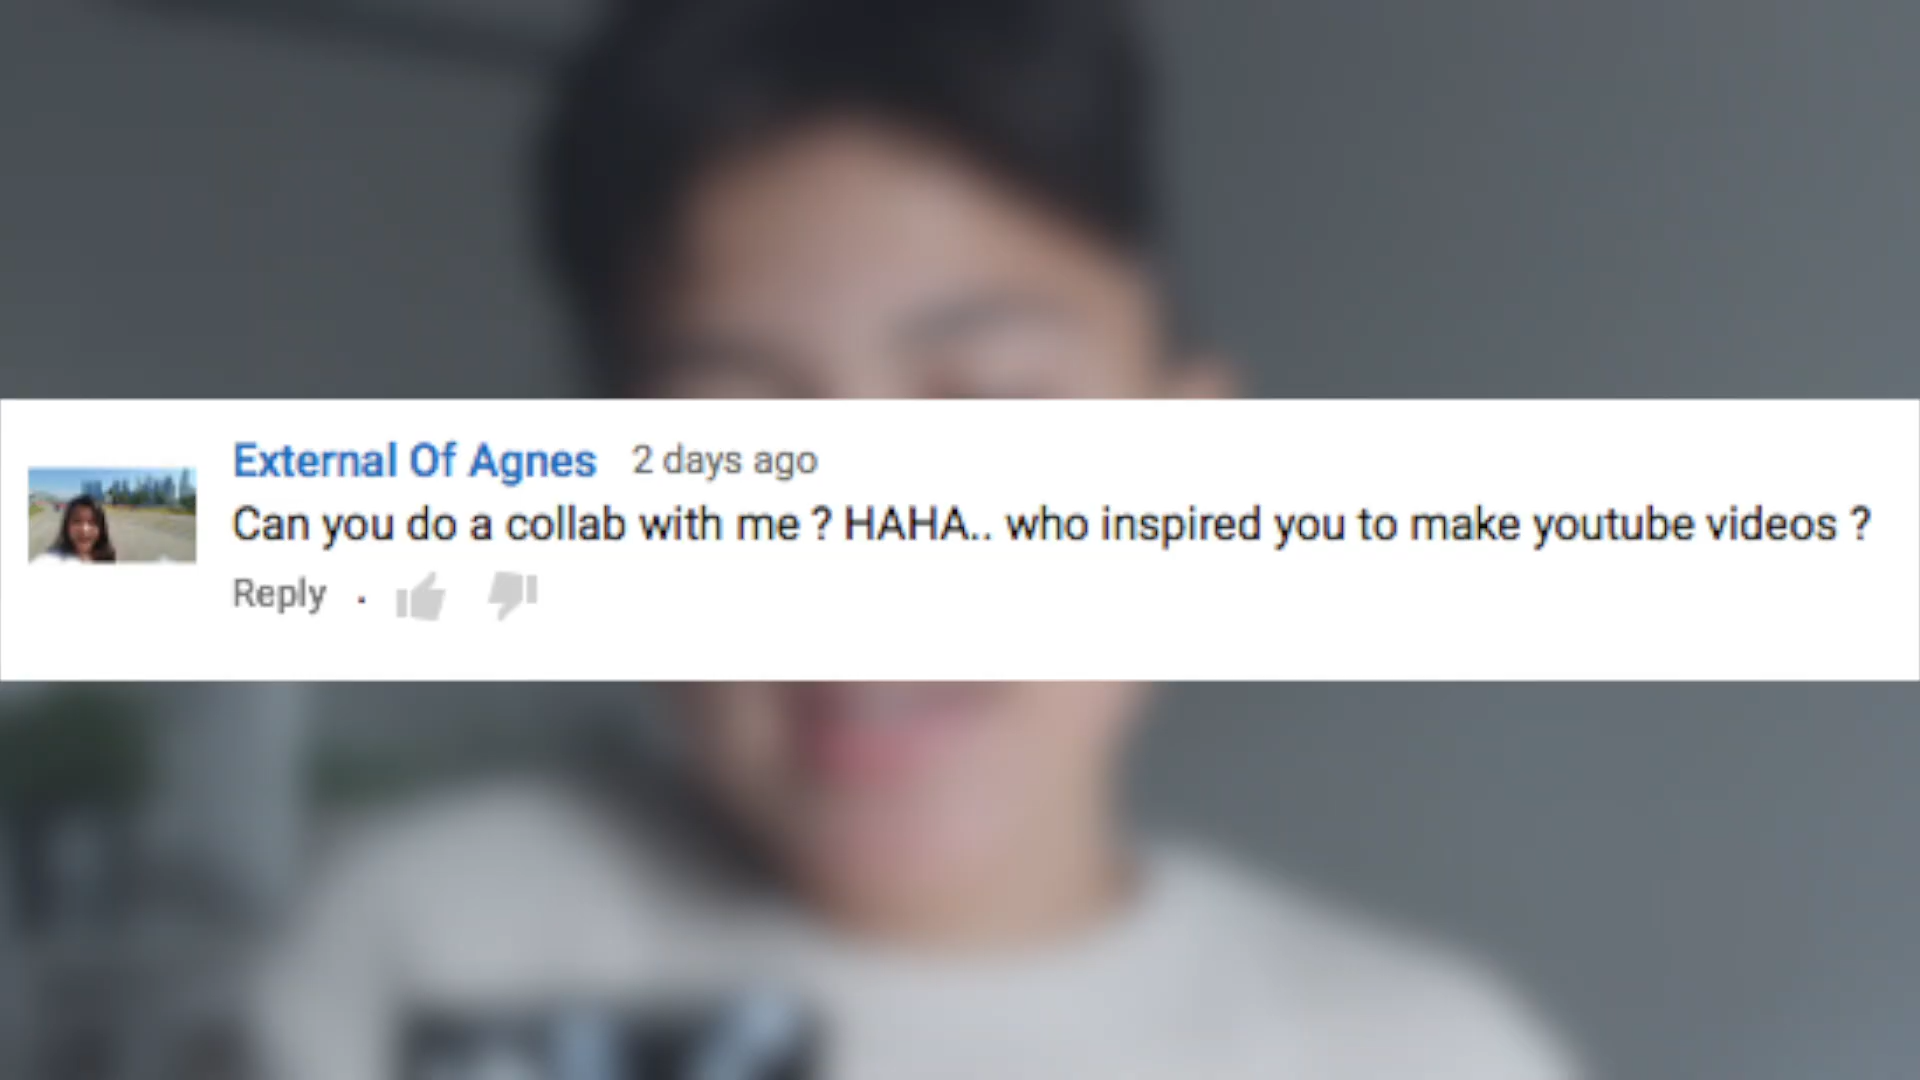 External Of Agnes 2 days ago
Can you do a collab with me ? HAHA.. who inspired you to make youtube videos ?
Reply .